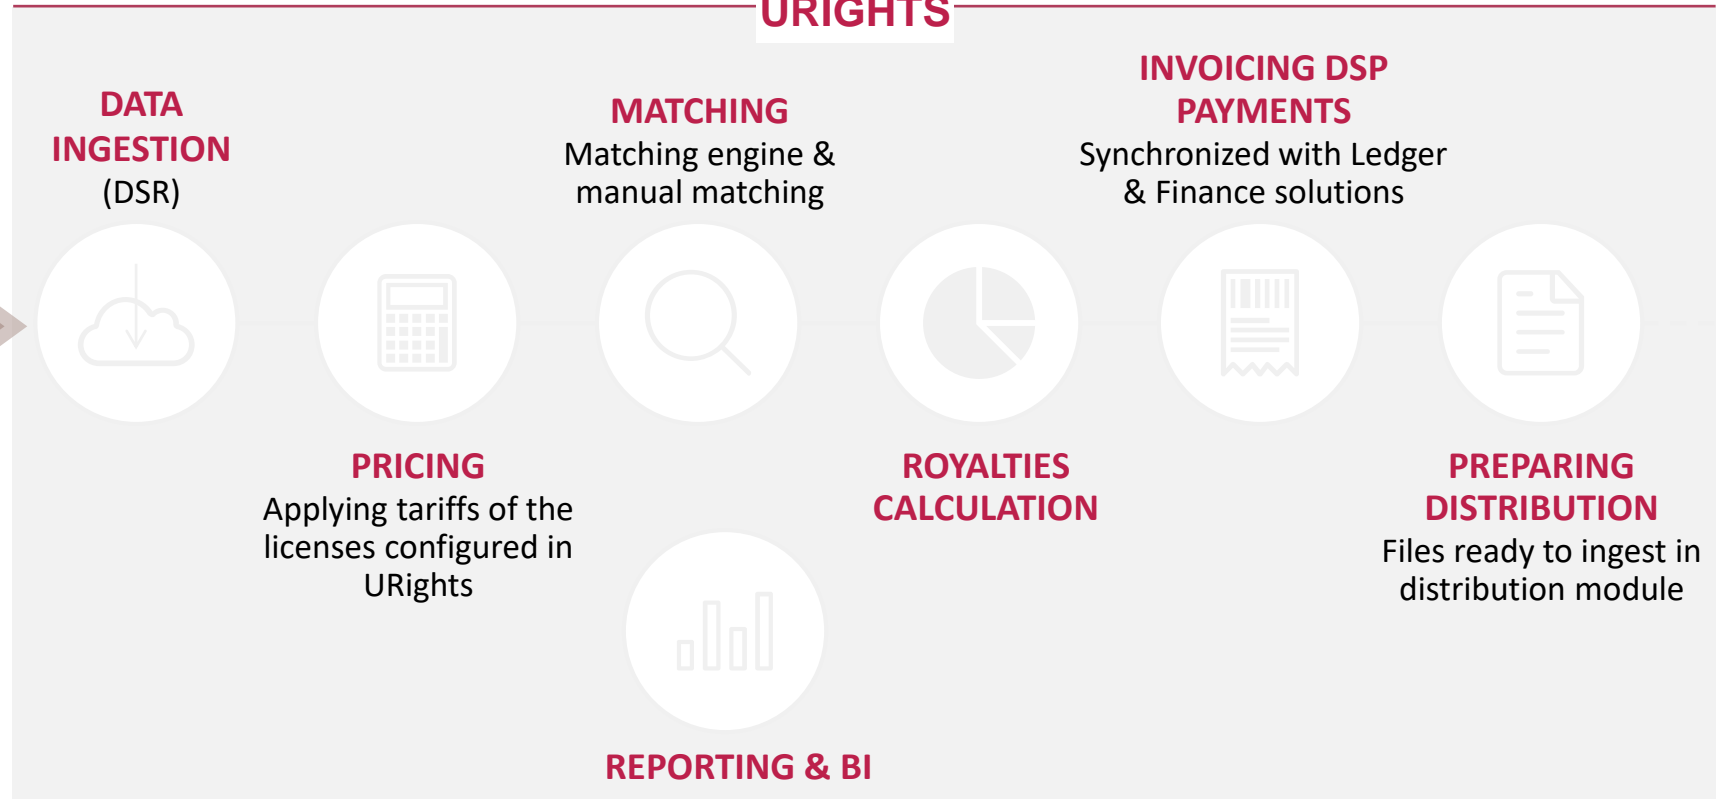 URIGHTS
DATA
INGESTION
(DSR)
PRICING
Applying tariffs of the
licenses configured in
URights
MATCHING
Matching engine &
manual matching
ROYALTIES
CALCULATION
INVOICING DSP
PAYMENTS
Synchronized with Ledger
& Finance solutions
PREPARING
DISTRIBUTION
Files ready to ingest in
distribution module
REPORTING & BI